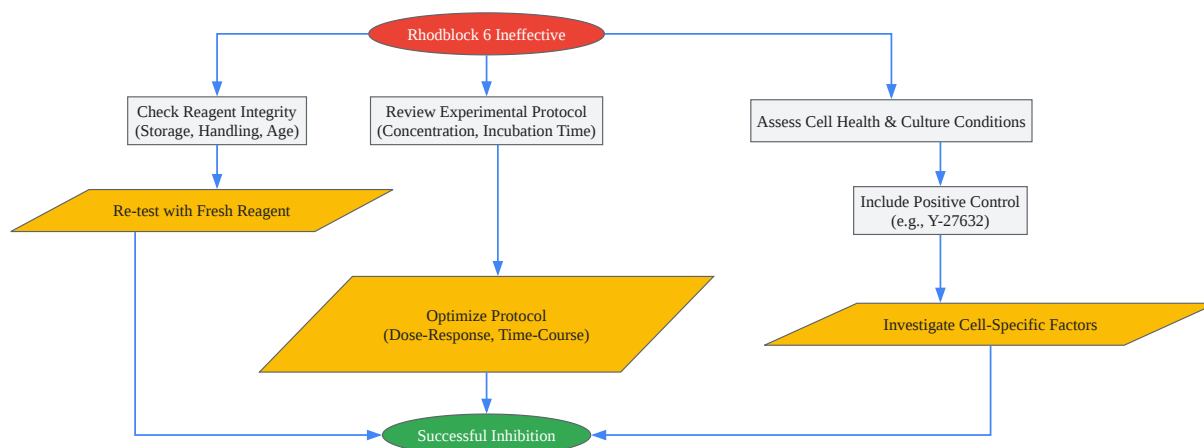 Rhodblock 6 Ineffective
Check Reagent Integrity
(Storage, Handling, Age)
Review Experimental Protocol
(Concentration, Incubation Time)
Assess Cell Health & Culture Conditions
Re-test with Fresh Reagent
Include Positive Control
(e.g., Y-27632)
Optimize Protocol
(Dose-Response, Time-Course)
Investigate Cell-Specific Factors
Successful Inhibition